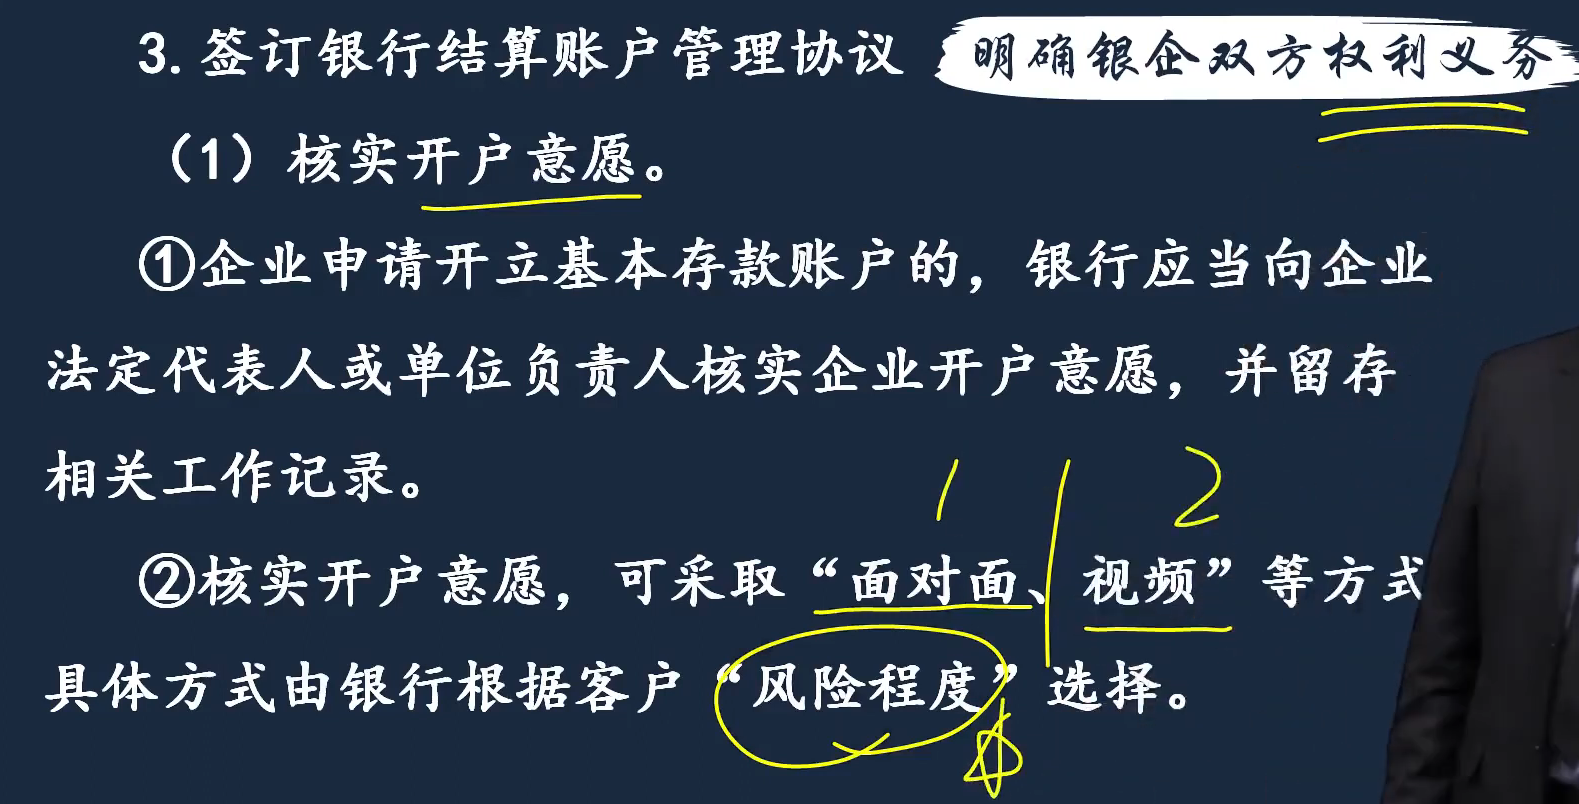 3.签订银行结算账户管理协议 明确银企双方权利义务
（1）核实开户意愿。
①企业申请开立基本存款账户的，银行应当向企业
法定代表人或单位负责人核实企业开户意愿，并留存
相关工作记录。
1 2
②核实开户意愿，可采取“面对面、视频”等方式
具体方式由银行根据客户“风险程度”选择。